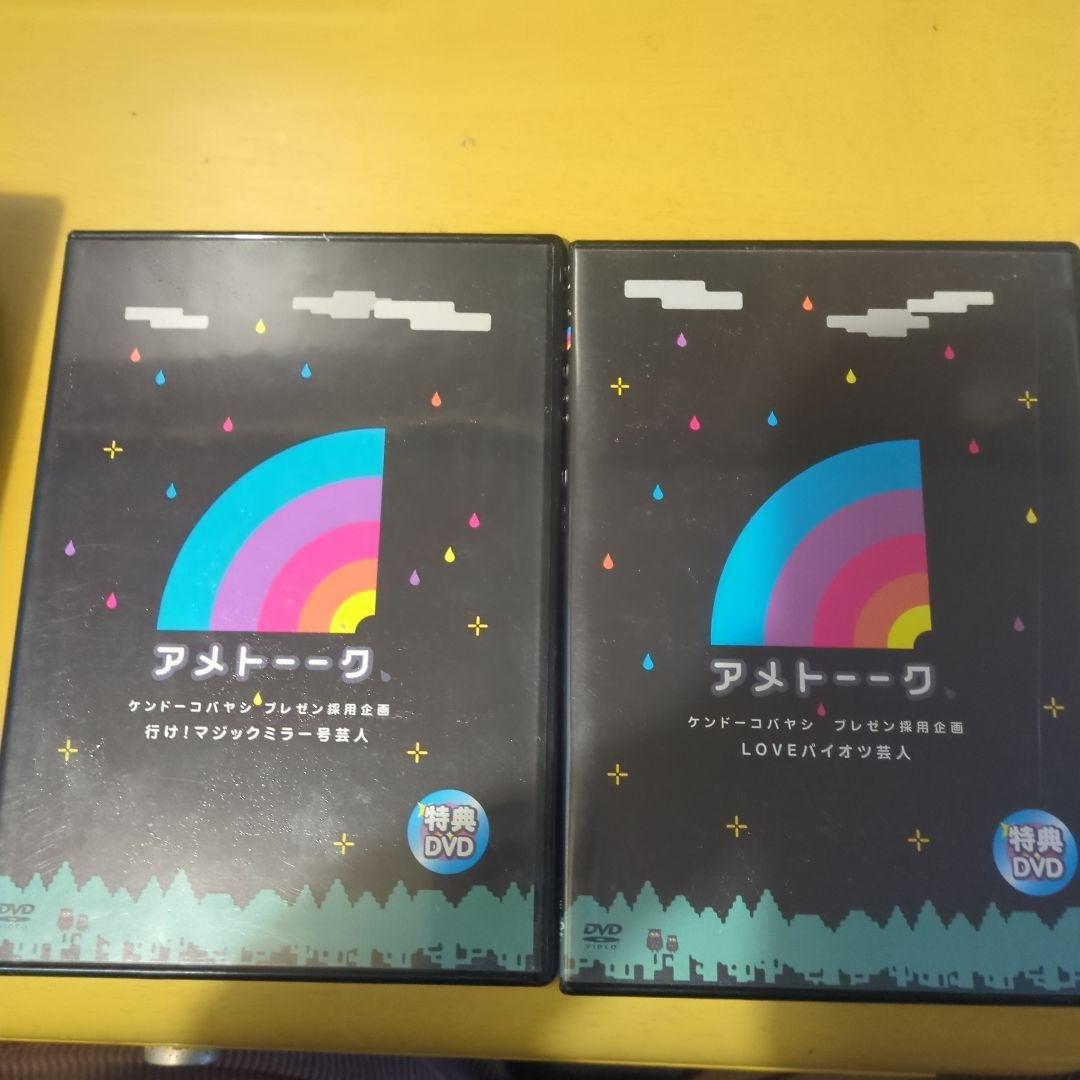 アメトーーク、
ケンドーコバヤシ プレゼン採用企画
行け!マジックミラー号芸人
特典
DVD
DVD
VIDEO
アメトーーク、
ケンドーコバヤシ プレゼン採用企画
LOVEパイオツ芸人
特典
DVD
DVD
VIDEO